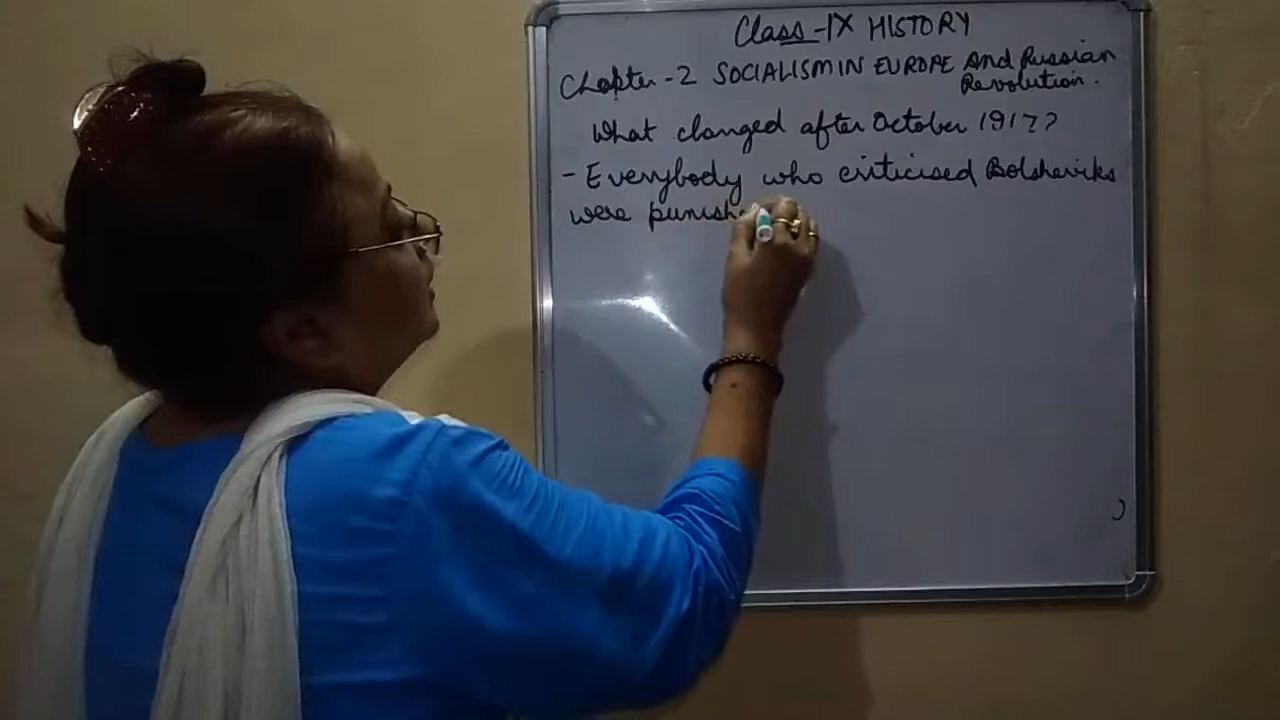 Class-IX HISTORY
Chapter-2 SOCIALISM IN EUROPE And Russian
Revolution.
What changed after October 1917?
- Everybody who criticised Bolsheviks
were punish